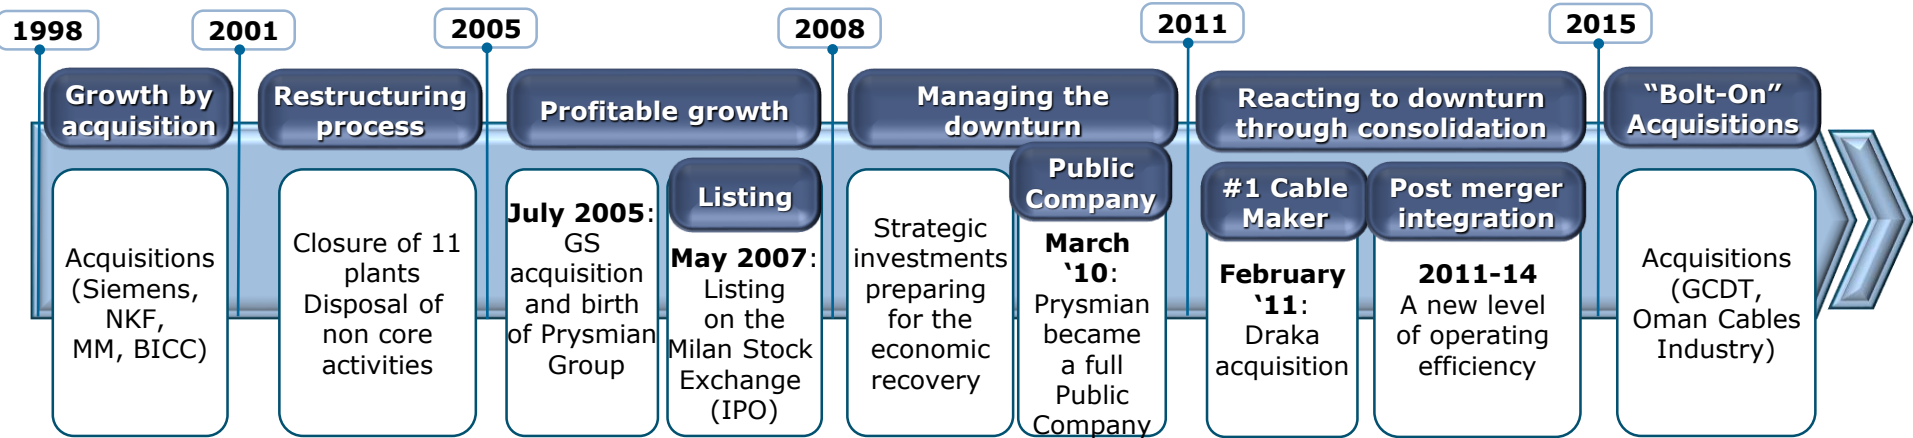 1998
2001
2005
2008
2011
2015
Growth by
acquisition
Acquisitions
(Siemens,
NKF,
MM, BICC)
Restructuring
process
Closure of 11
plants
Disposal of
non core
activities
Profitable growth
July 2005:
GS
acquisition
and birth
of Prysmian
Group
Listing
May 2007:
Listing
on the
Milan Stock
Exchange
(IPO)
Managing the
downturn
Strategic
investments
preparing
for the
economic
recovery
Public
Company
March
‘10:
Prysmian
became
a full
Public
Company
Reacting to downturn
through consolidation
#1 Cable
Maker
February
‘11:
Draka
acquisition
Post merger
integration
2011-14
A new level
of operating
efficiency
“Bolt-On”
Acquisitions
Acquisitions
(GCDT,
Oman Cables
Industry)